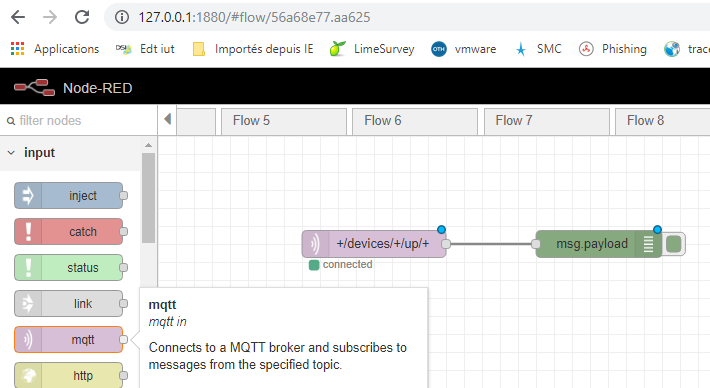 127.0.0.1:1880/#flow/56a68e77.aa625
Applications Edt iut Importés depuis IE LimeSurvey OTH vmware SMC Phishing trace
Node-RED
filter nodes Flow 5 Flow 6 Flow 7 Flow 8
input
inject
catch
status
link
mqtt
http
+/devices/+/up/+ msg.payload
connected
mqtt
mqtt in
Connects to a MQTT broker and subscribes to
messages from the specified topic.